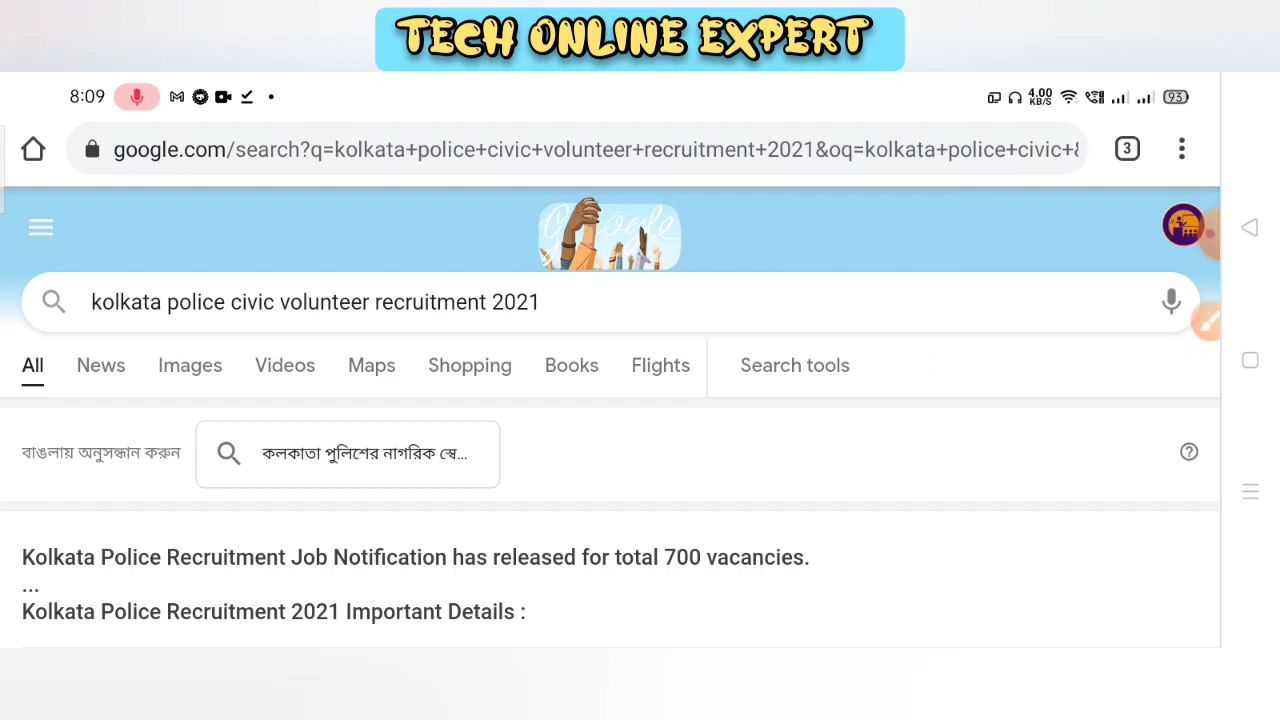 TECH ONLINE EXPERT
8:09
4.00 KB/S
93
google.com/search?q=kolkata+police+civic+volunteer+recruitment+2021&oq=kolkata+police+civic+
3
Google
kolkata police civic volunteer recruitment 2021
All News Images Videos Maps Shopping Books Flights Search tools
বাঙলায় অনুসন্ধান করুন কলকাতা পুলিশের নাগরিক স্বে...
Kolkata Police Recruitment Job Notification has released for total 700 vacancies.
...
Kolkata Police Recruitment 2021 Important Details :